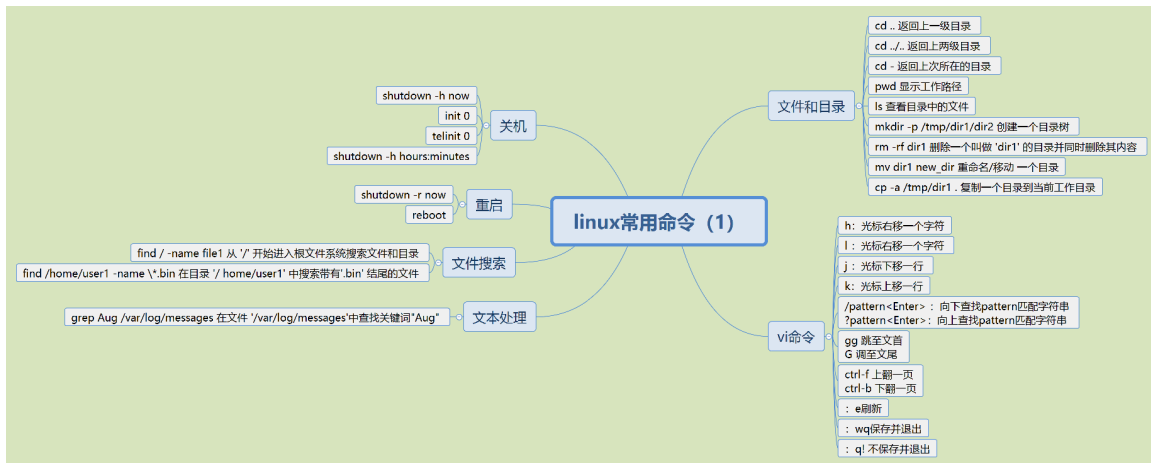 linux常用命令（1）
文件和目录
cd .. 返回上一级目录
cd ../.. 返回上两级目录
cd - 返回上次所在的目录
pwd 显示工作路径
ls 查看目录中的文件
mkdir -p /tmp/dir1/dir2 创建一个目录树
rm -rf dir1 删除一个叫做 'dir1' 的目录并同时删除其内容
mv dir1 new_dir 重命名/移动 一个目录
cp -a /tmp/dir1 . 复制一个目录到当前工作目录
vi命令
h：光标右移一个字符
l ：光标右移一个字符
j ：光标下移一行
k：光标上移一行
/pattern<Enter> ：向下查找pattern匹配字符串
?pattern<Enter>：向上查找pattern匹配字符串
gg 跳至文首
G 调至文尾
ctrl-f 上翻一页
ctrl-b 下翻一页
：e刷新
：wq保存并退出
：q! 不保存并退出
关机
shutdown -h now
init 0
telinit 0
shutdown -h hours:minutes
重启
shutdown -r now
reboot
文件搜索
find / -name file1 从 '/' 开始进入根文件系统搜索文件和目录
find /home/user1 -name \*.bin 在目录 '/ home/user1' 中搜索带有'.bin' 结尾的文件
文本处理
grep Aug /var/log/messages 在文件 '/var/log/messages'中查找关键词"Aug"